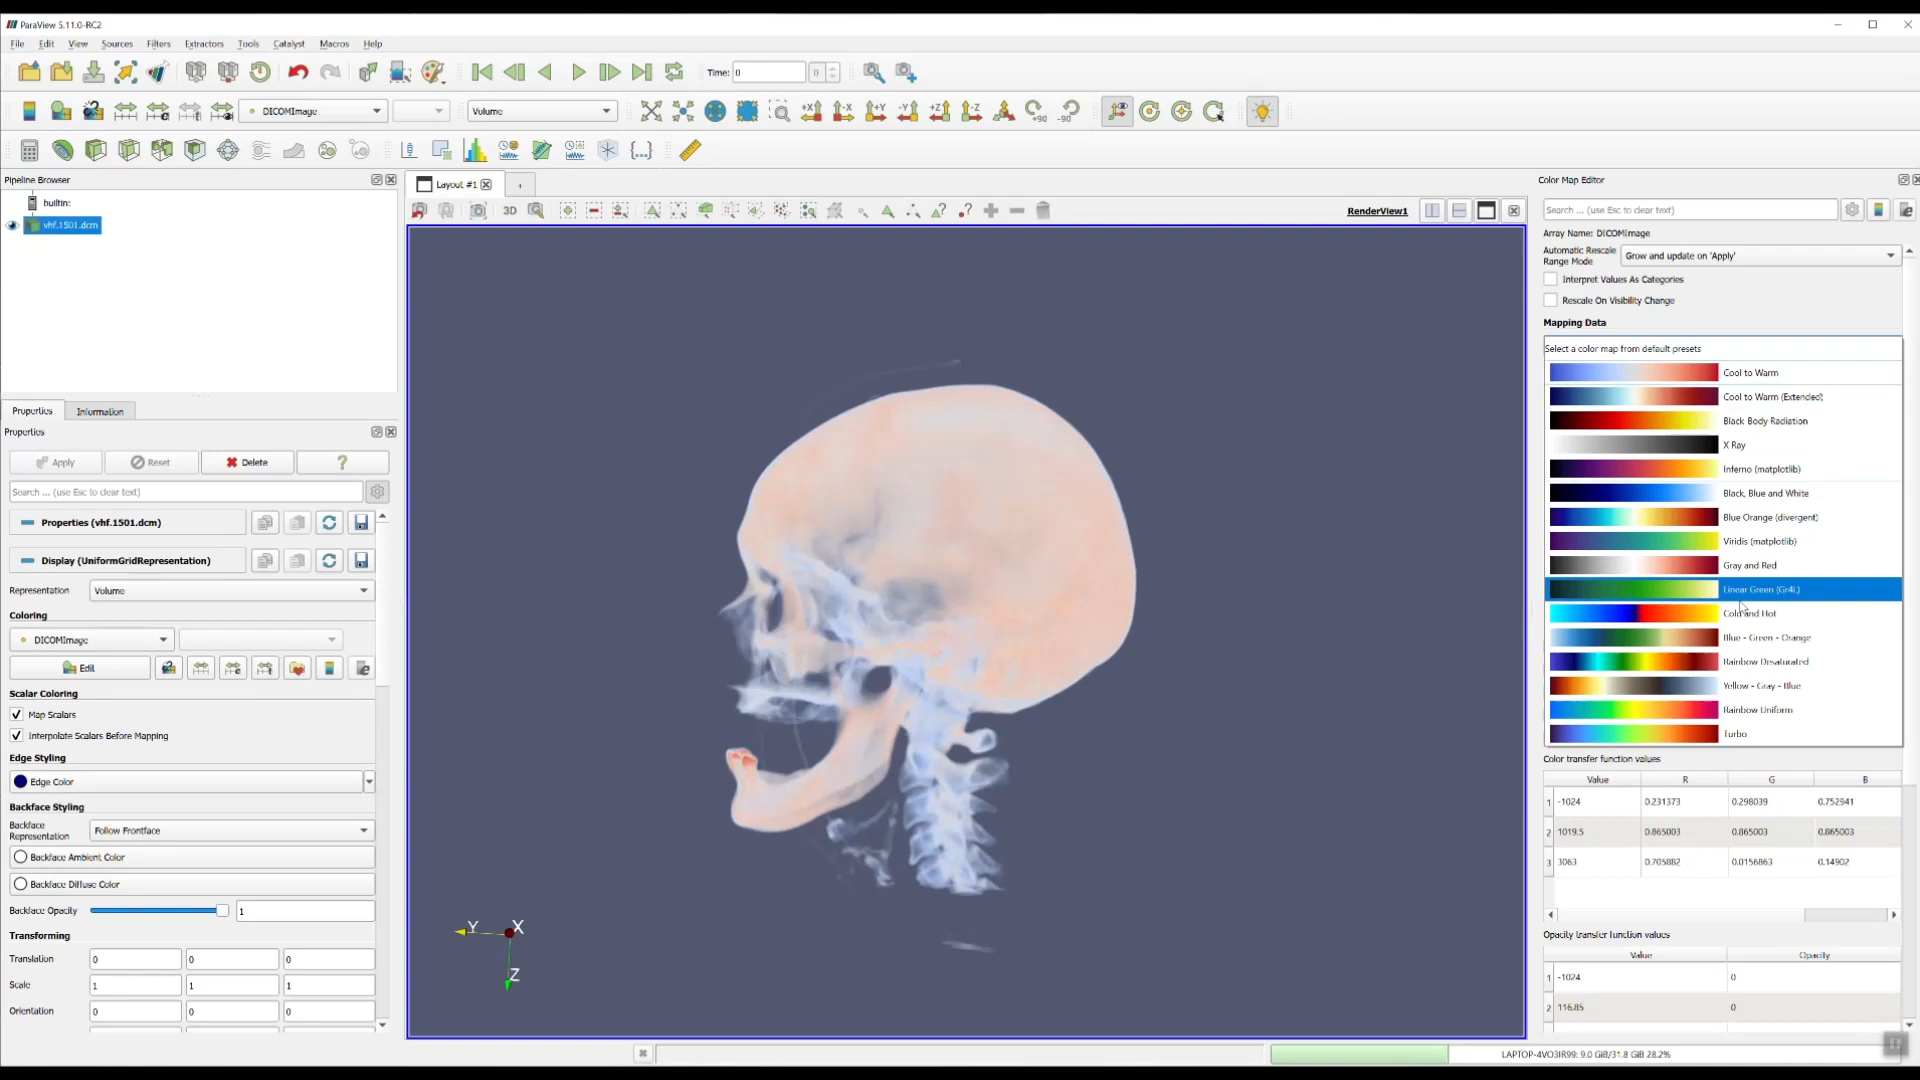 ParaView 5.11.0-RC2
File Edit View Sources Filters Extractors Tools Catalyst Macros Help
Time: 0 0
DICOMImage Volume +X -X +Y -Y +Z -Z +90 -90
Pipeline Browser
builtin:
vhf.1501.dcm
Properties Information
Properties
Apply Reset Delete ?
Search ... (use Esc to clear text)
Properties (vhf.1501.dcm)
Display (UniformGridRepresentation)
Representation Volume
Coloring
DICOMImage
Edit
Scalar Coloring
Map Scalars
Interpolate Scalars Before Mapping
Edge Styling
Edge Color
Backface Styling
Backface
Representation Follow Frontface
Backface Ambient Color
Backface Diffuse Color
Backface Opacity 1
Transforming
Translation 0 0 0
Scale 1 1 1
Orientation 0 0 0
Layout #1 +
3D RenderView1
Y X
Z
Color Map Editor
Search ... (use Esc to clear text)
Array Name: DICOMImage
Automatic Rescale
Range Mode Grow and update on 'Apply'
Interpret Values As Categories
Rescale On Visibility Change
Mapping Data
Select a color map from default presets
Cool to Warm
Cool to Warm (Extended)
Black Body Radiation
X Ray
Inferno (matplotlib)
Black, Blue and White
Blue Orange (divergent)
Viridis (matplotlib)
Gray and Red
Linear Green (Gr4L)
Cold and Hot
Blue - Green - Orange
Rainbow Desaturated
Yellow - Gray - Blue
Rainbow Uniform
Turbo
Color transfer function values
Value R G B
1 -1024 0.231373 0.298039 0.752941
2 1019.5 0.865003 0.865003 0.865003
3 3063 0.705882 0.0156863 0.14902
Opacity transfer function values
Value Opacity
1 -1024 0
2 116.85 0
LAPTOP-4VO3IR99: 9.0 GiB/31.8 GiB 28.2%